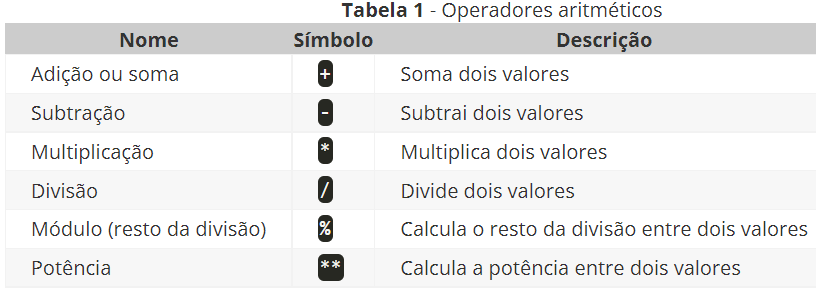 Tabela 1 - Operadores aritméticos
Nome Símbolo Descrição
Adição ou soma + Soma dois valores
Subtração - Subtrai dois valores
Multiplicação * Multiplica dois valores
Divisão / Divide dois valores
Módulo (resto da divisão) % Calcula o resto da divisão entre dois valores
Potência ** Calcula a potência entre dois valores